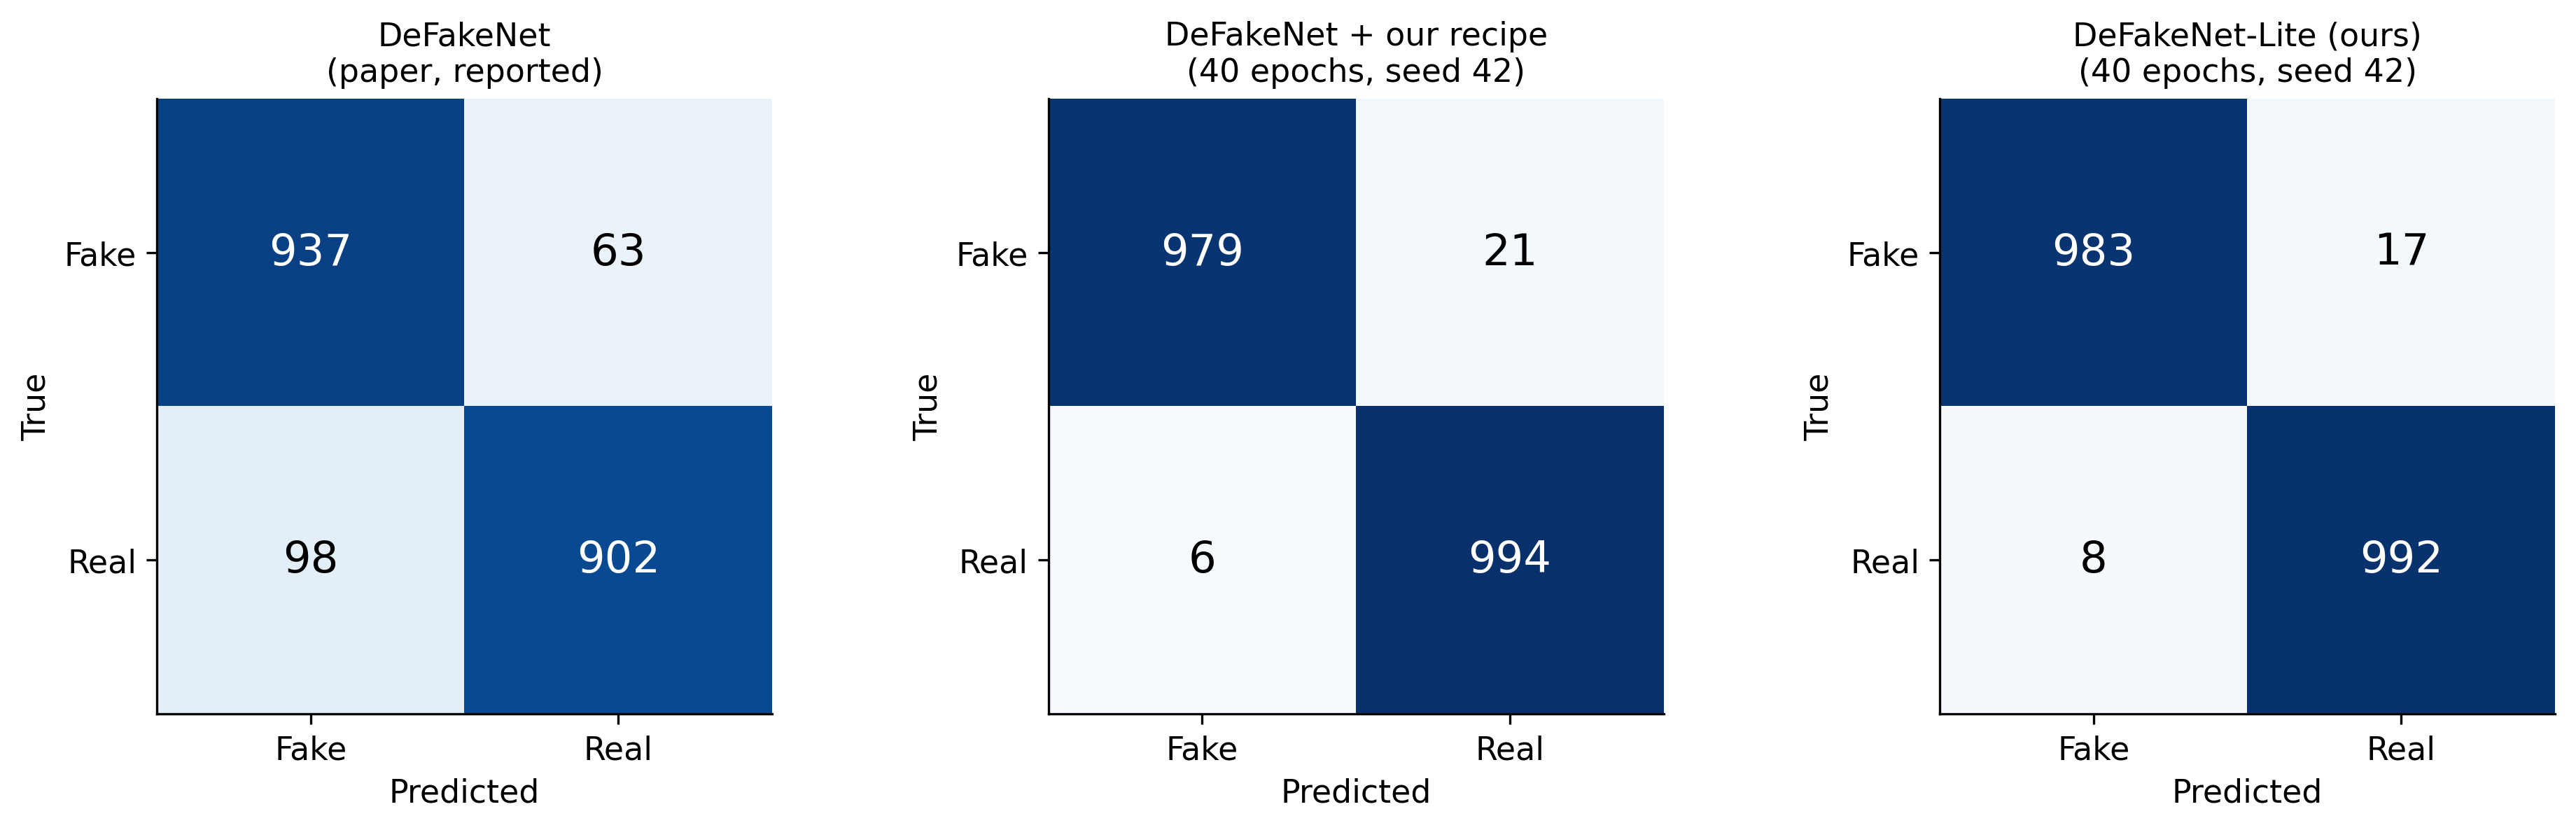 DeFakeNet
(paper, reported)
True
Fake
937
63
Real
98
902
Fake
Real
Predicted
DeFakeNet + our recipe
(40 epochs, seed 42)
True
Fake
979
21
Real
6
994
Fake
Real
Predicted
DeFakeNet-Lite (ours)
(40 epochs, seed 42)
True
Fake
983
17
Real
8
992
Fake
Real
Predicted